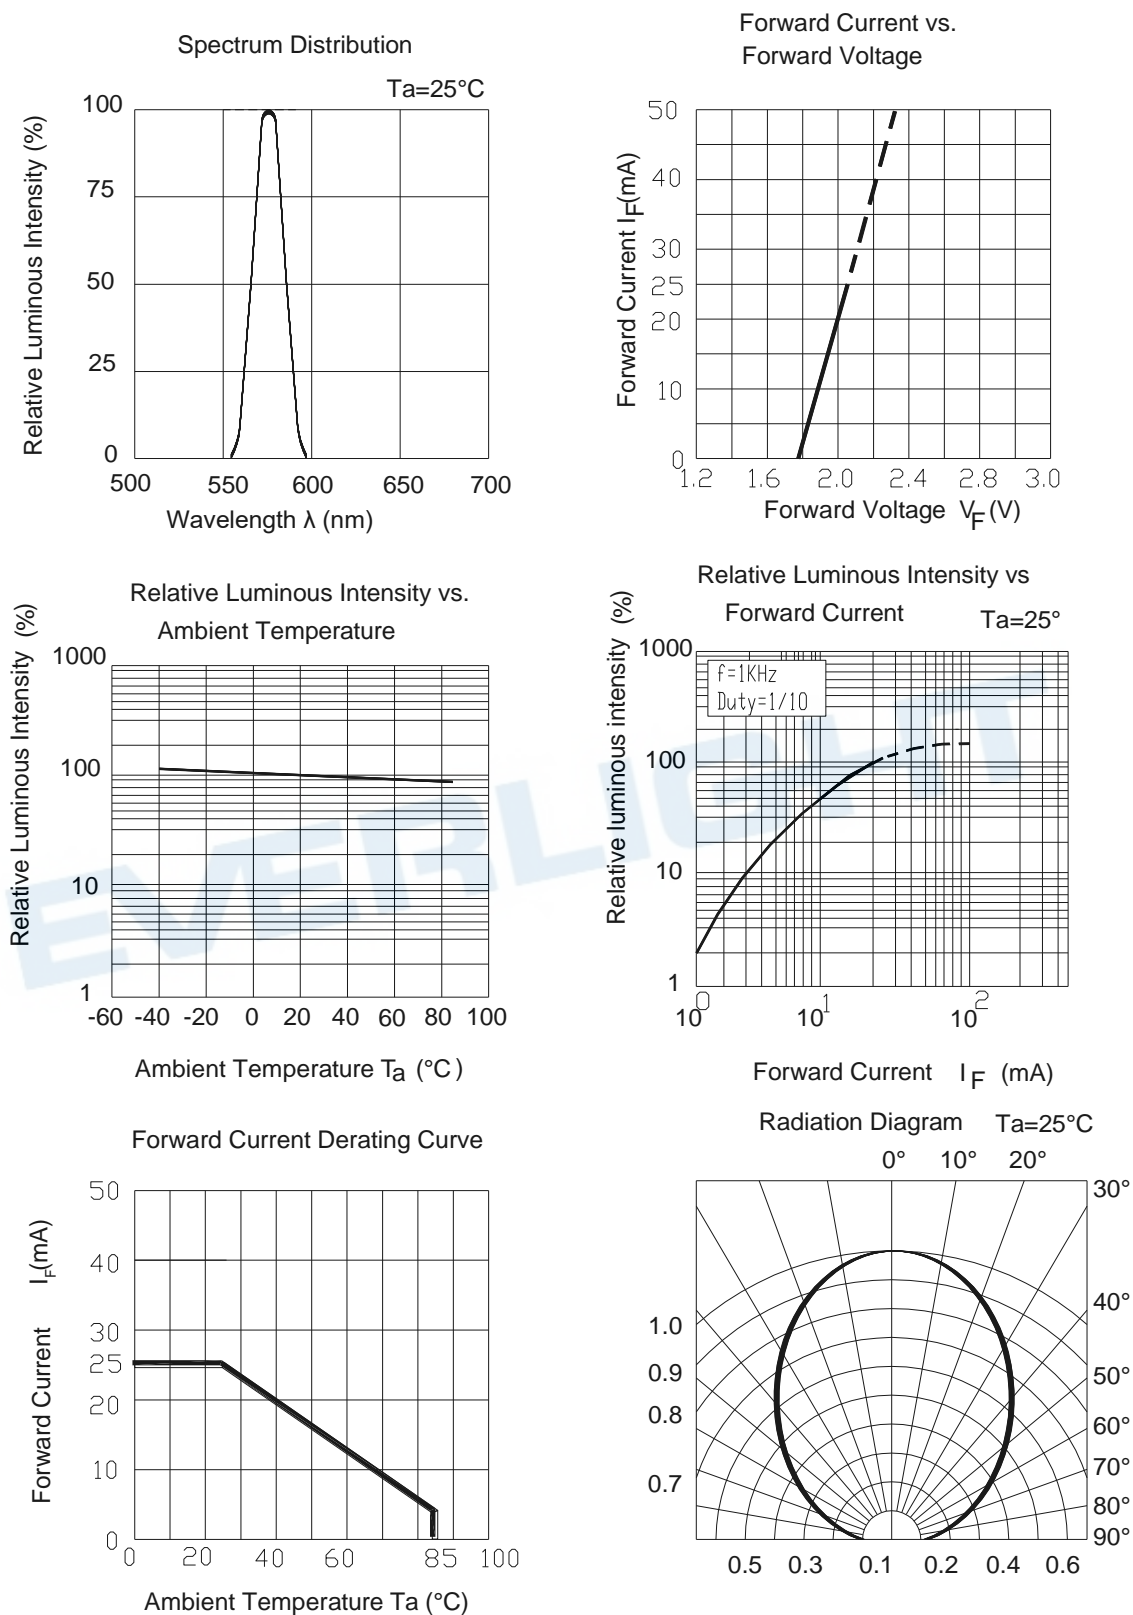 Spectrum Distribution
Ta=25°C
Relative Luminous Intensity (%)
100
75
50
25
0
500 550 600 650 700
Wavelength λ (nm)
Forward Current vs.
Forward Voltage
Forward Current IF(mA)
50
40
30
25
20
10
0
1.2 1.6 2.0 2.4 2.8 3.0
Forward Voltage VF(V)
Relative Luminous Intensity vs.
Ambient Temperature
Relative Luminous Intensity (%)
1000
100
10
1
-60 -40 -20 0 20 40 60 80 100
Ambient Temperature Ta (°C)
Relative Luminous Intensity vs
Forward Current Ta=25°
Relative luminous intensity (%)
f=1KHz
Duty=1/10
1000
100
10
1
10⁰ 10¹ 10²
Forward Current IF (mA)
EVERLIGHT
Forward Current Derating Curve
Forward Current IF(mA)
50
40
30
25
20
10
0
0 20 40 60 85 100
Ambient Temperature Ta (°C)
Radiation Diagram Ta=25°C
0° 10° 20°
30°
40°
50°
60°
70°
80°
90°
1.0
0.9
0.8
0.7
0.5 0.3 0.1 0.2 0.4 0.6